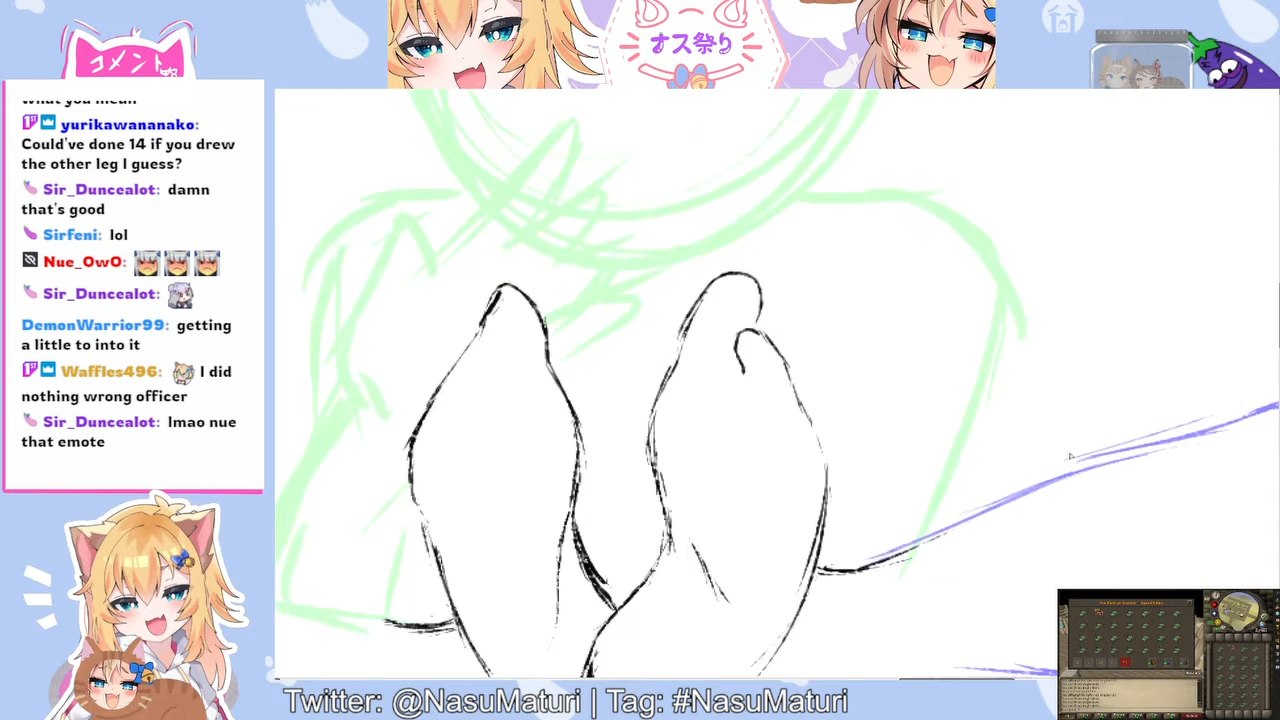 コメント
オス祭り
what you mean
yurikawananako:
Could've done 14 if you drew
the other leg I guess?
Sir_Duncealot: damn
that's good
Sirfeni: lol
Nue_OwO:
Sir_Duncealot:
DemonWarrior99: getting
a little to into it
Waffles496: I did
nothing wrong officer
Sir_Duncealot: lmao nue
that emote
Twitter: @NasuMaturi | Tag: #NasuMaturi